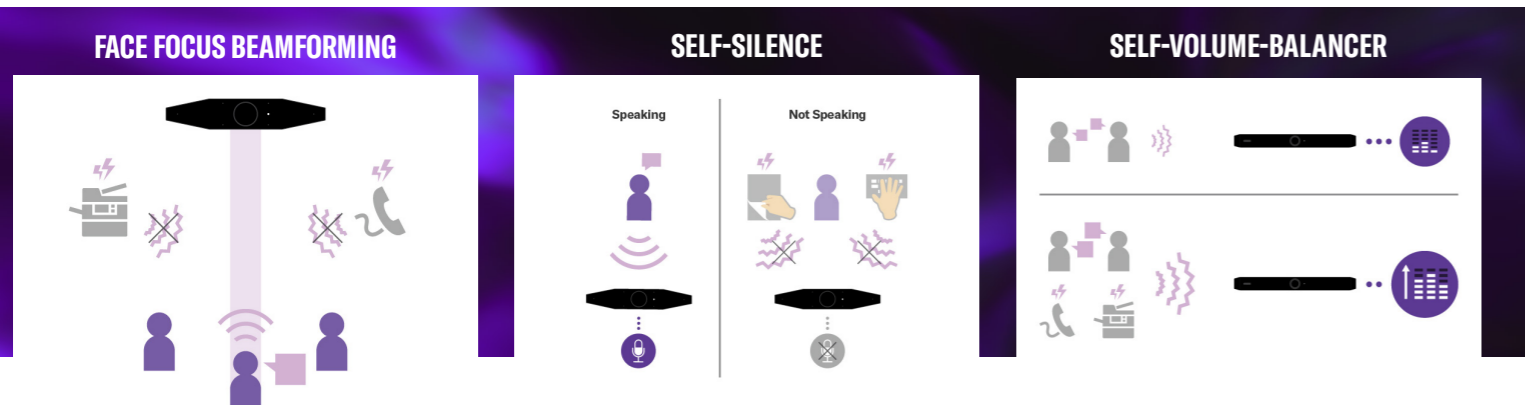 FACE FOCUS BEAMFORMING
SELF-SILENCE
Speaking
Not Speaking
SELF-VOLUME-BALANCER